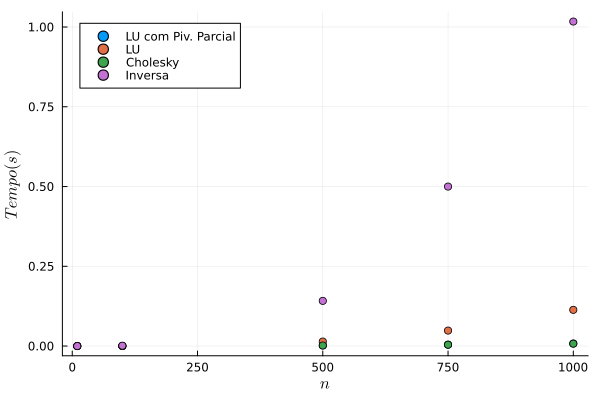 1.00
0.75
0.50
0.25
0.00
Tempo(s)
LU com Piv. Parcial
LU
Cholesky
Inversa
0 250 500 750 1000
n